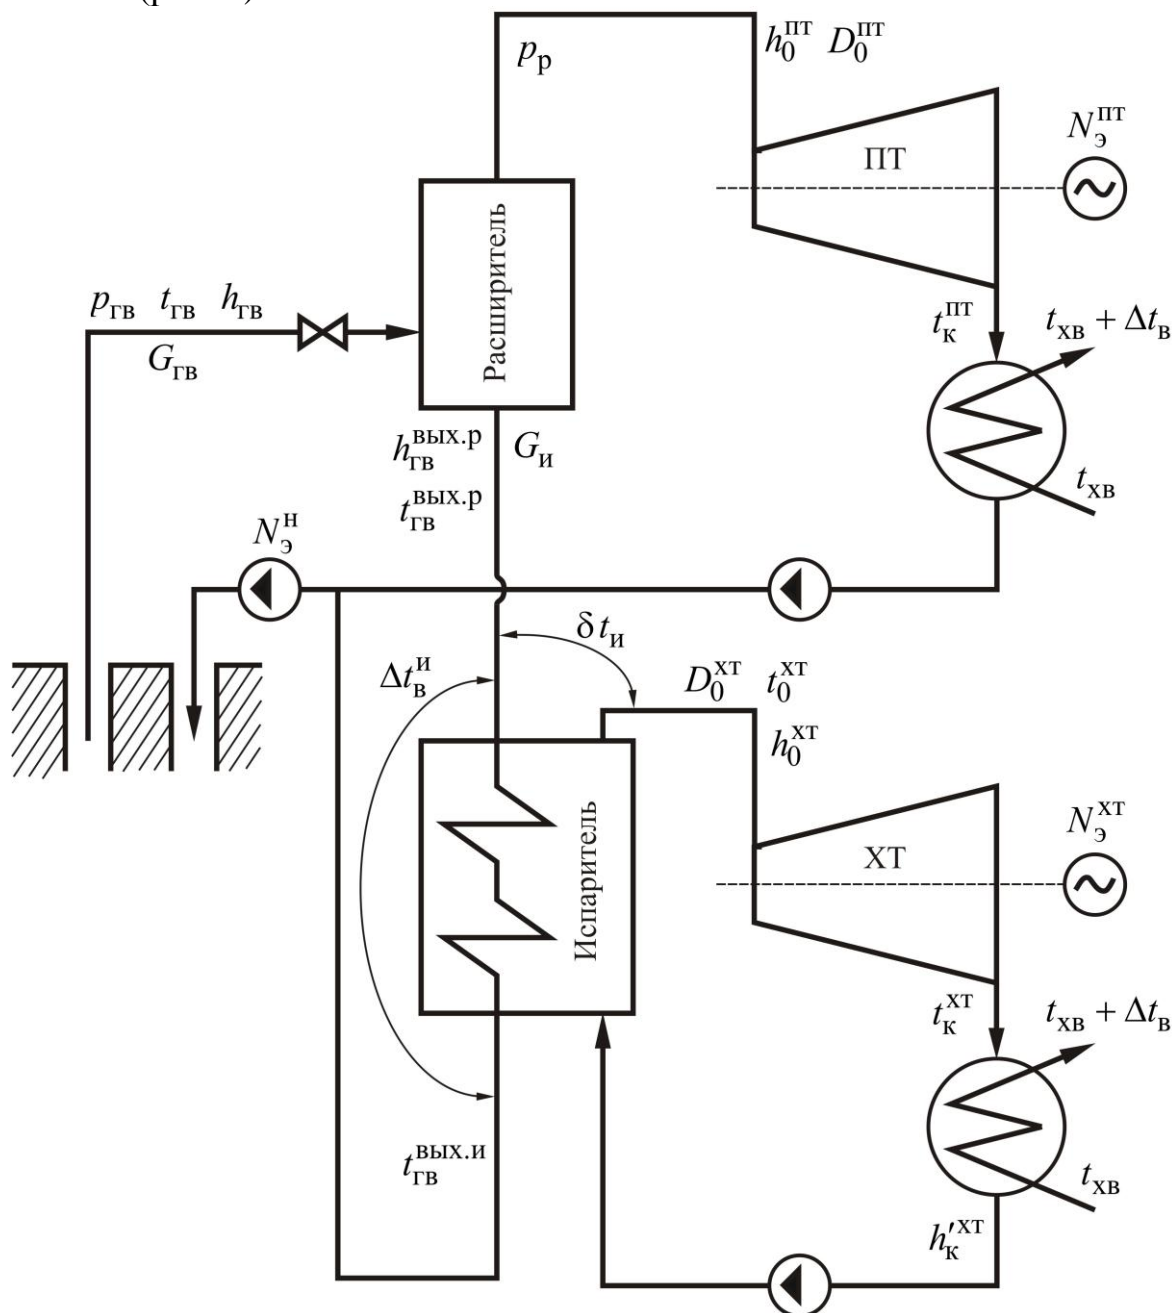 p_р
h_0^пт D_0^пт
N_э^пт
ПТ
Расширитель
p_гв t_гв h_гв
G_гв
t_к^пт
t_хв + Δt_в
h_гв^вых.р G_и
t_хв
t_гв^вых.р
N_э^н
δt_и
Δt_в^и
D_0^хт t_0^хт
h_0^хт
N_э^хт
ХТ
Испаритель
t_к^хт
t_хв + Δt_в
t_гв^вых.и
t_хв
h_к^′хт